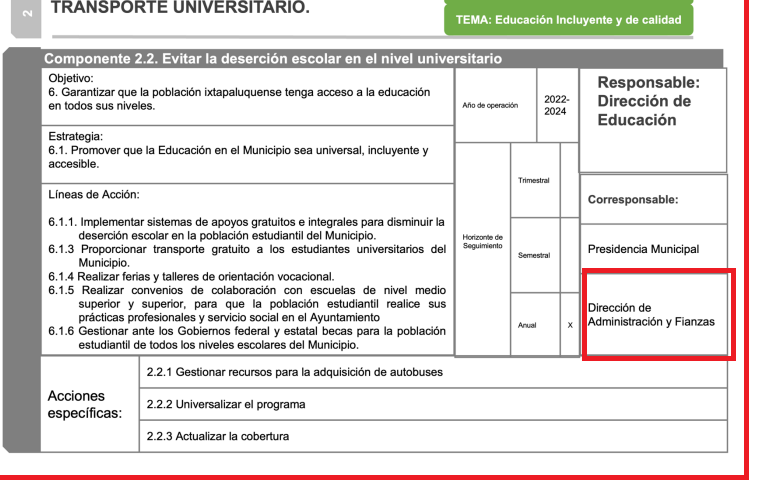 2
TRANSPORTE UNIVERSITARIO.
TEMA: Educación Incluyente y de calidad
Componente 2.2. Evitar la deserción escolar en el nivel universitario
Objetivo:
6. Garantizar que la población ixtapaluquense tenga acceso a la educación
en todos sus niveles.
Estrategia:
6.1. Promover que la Educación en el Municipio sea universal, incluyente y
accesible.
Líneas de Acción:
6.1.1. Implementar sistemas de apoyos gratuitos e integrales para disminuir la
deserción escolar en la población estudiantil del Municipio.
6.1.3 Proporcionar transporte gratuito a los estudiantes universitarios del
Municipio.
6.1.4 Realizar ferias y talleres de orientación vocacional.
6.1.5 Realizar convenios de colaboración con escuelas de nivel medio
superior y superior, para que la población estudiantil realice sus
prácticas profesionales y servicio social en el Ayuntamiento
6.1.6 Gestionar ante los Gobiernos federal y estatal becas para la población
estudiantil de todos los niveles escolares del Municipio.
Año de operación
2022-
2024
Horizonte de
Seguimiento
Trimestral
Semestral
Anual X
Responsable:
Dirección de
Educación
Corresponsable:
Presidencia Municipal
Dirección de
Administración y Fianzas
Acciones
específicas:
2.2.1 Gestionar recursos para la adquisición de autobuses
2.2.2 Universalizar el programa
2.2.3 Actualizar la cobertura